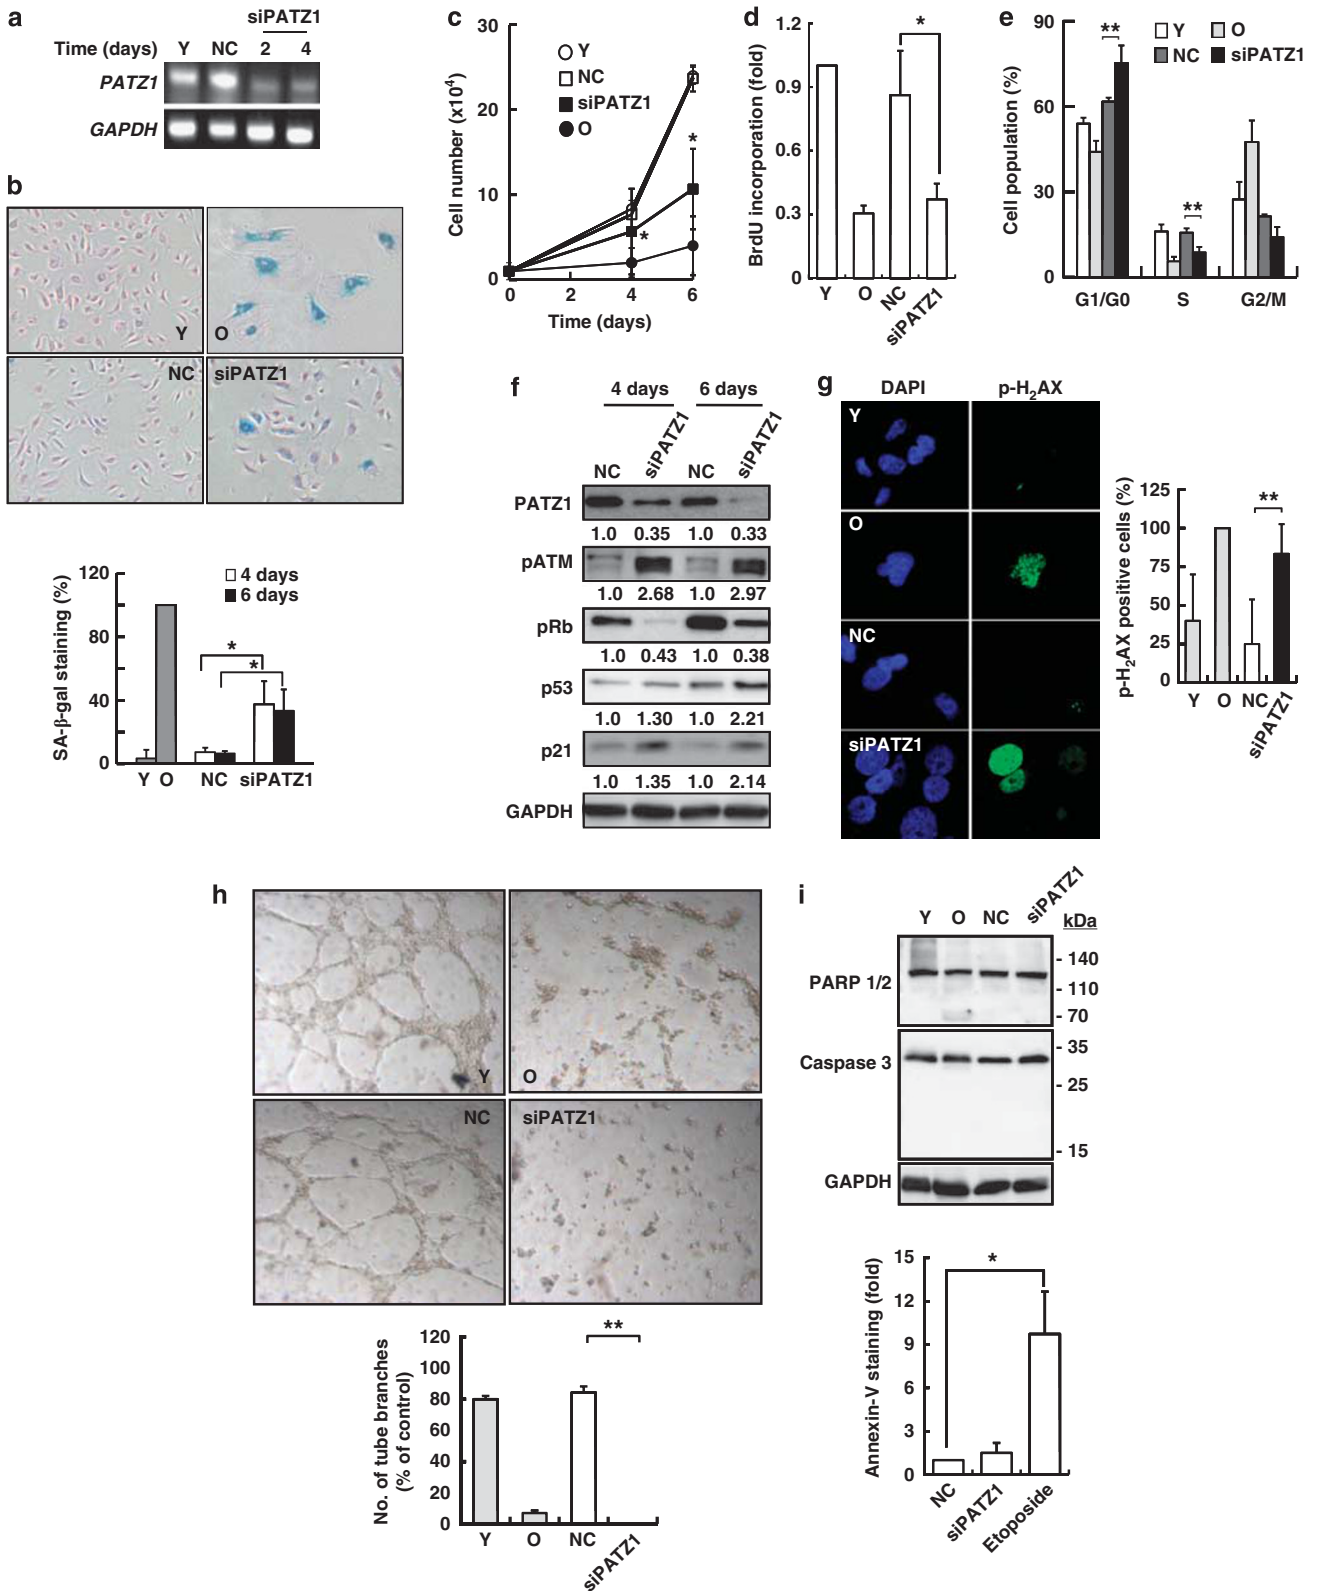 a
siPATZ1
Time (days) Y NC 2 4
PATZ1
GAPDH
b
Y
O
NC
siPATZ1
SA-β-gal staining (%)
120
80
40
0
4 days
6 days
*
*
Y O NC siPATZ1
c
Cell number (x10⁴)
30
20
10
0
Y
NC
siPATZ1
O
*
*
0 2 4 6
Time (days)
d
BrdU incorporation (fold)
1.2
0.9
0.6
0.3
0
*
Y O NC siPATZ1
e
Cell population (%)
90
60
30
0
Y O
NC siPATZ1
**
**
G1/G0 S G2/M
f
4 days 6 days
NC siPATZ1 NC siPATZ1
PATZ1
1.0 0.35 1.0 0.33
pATM
1.0 2.68 1.0 2.97
pRb
1.0 0.43 1.0 0.38
p53
1.0 1.30 1.0 2.21
p21
1.0 1.35 1.0 2.14
GAPDH
g
DAPI p-H₂AX
Y
O
NC
siPATZ1
p-H₂AX positive cells (%)
125
100
75
50
25
0
**
Y O NC siPATZ1
h
Y
O
NC
siPATZ1
No. of tube branches
(% of control)
120
100
80
60
40
20
0
**
Y O NC siPATZ1
i
Y O NC siPATZ1 kDa
PARP 1/2
- 140
- 110
- 70
Caspase 3
- 35
- 25
- 15
GAPDH
Annexin-V staining (fold)
15
12
9
6
3
0
*
NC siPATZ1 Etoposide